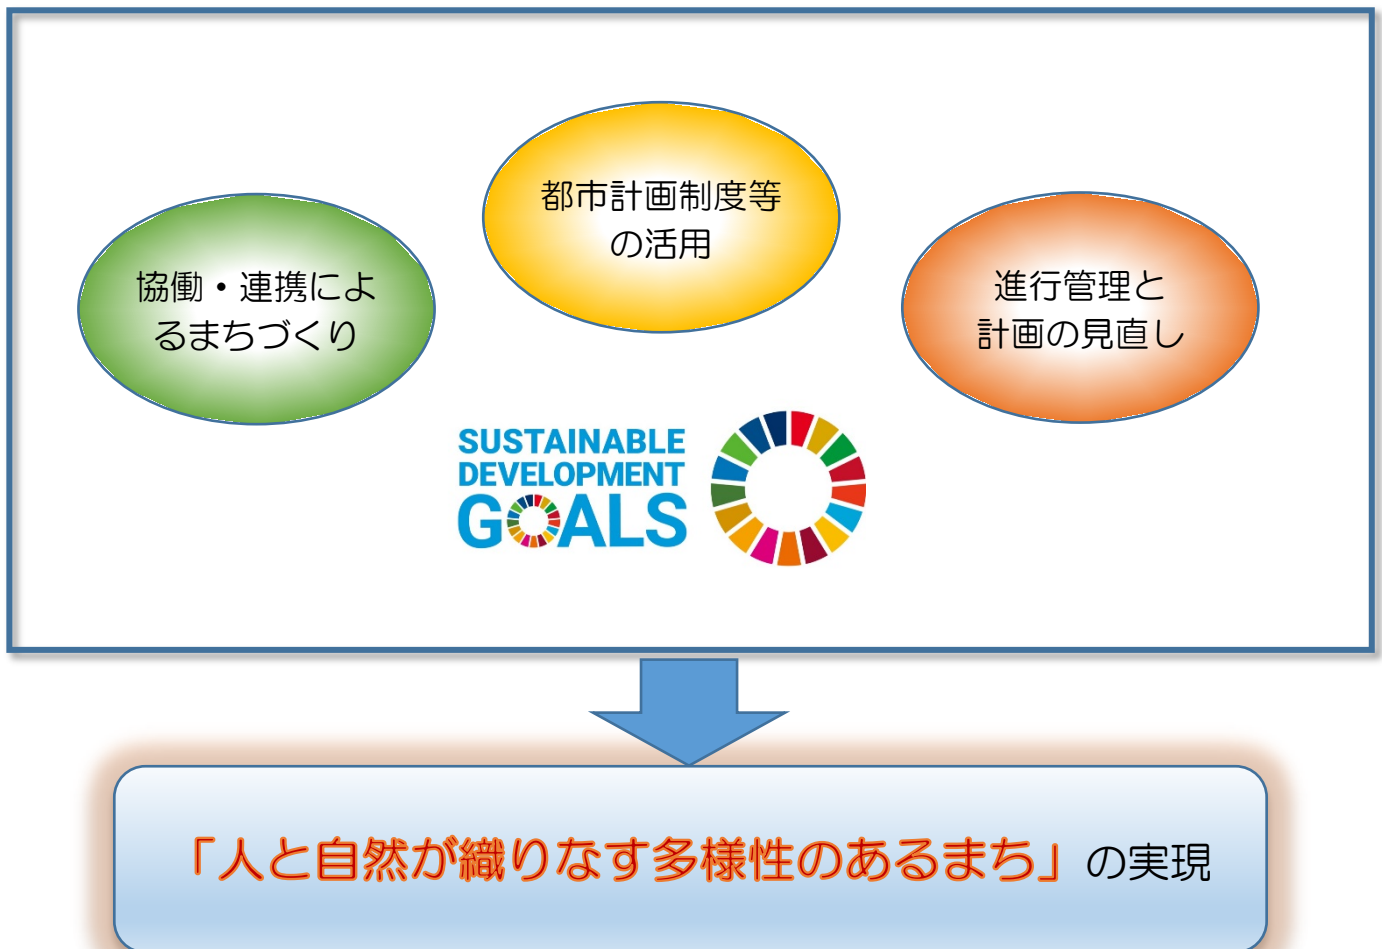 都市計画制度等
の活用
協働・連携によ
るまちづくり
進行管理と
計画の見直し
SUSTAINABLE
DEVELOPMENT
GOALS
「人と自然が織りなす多様性のあるまち」の実現